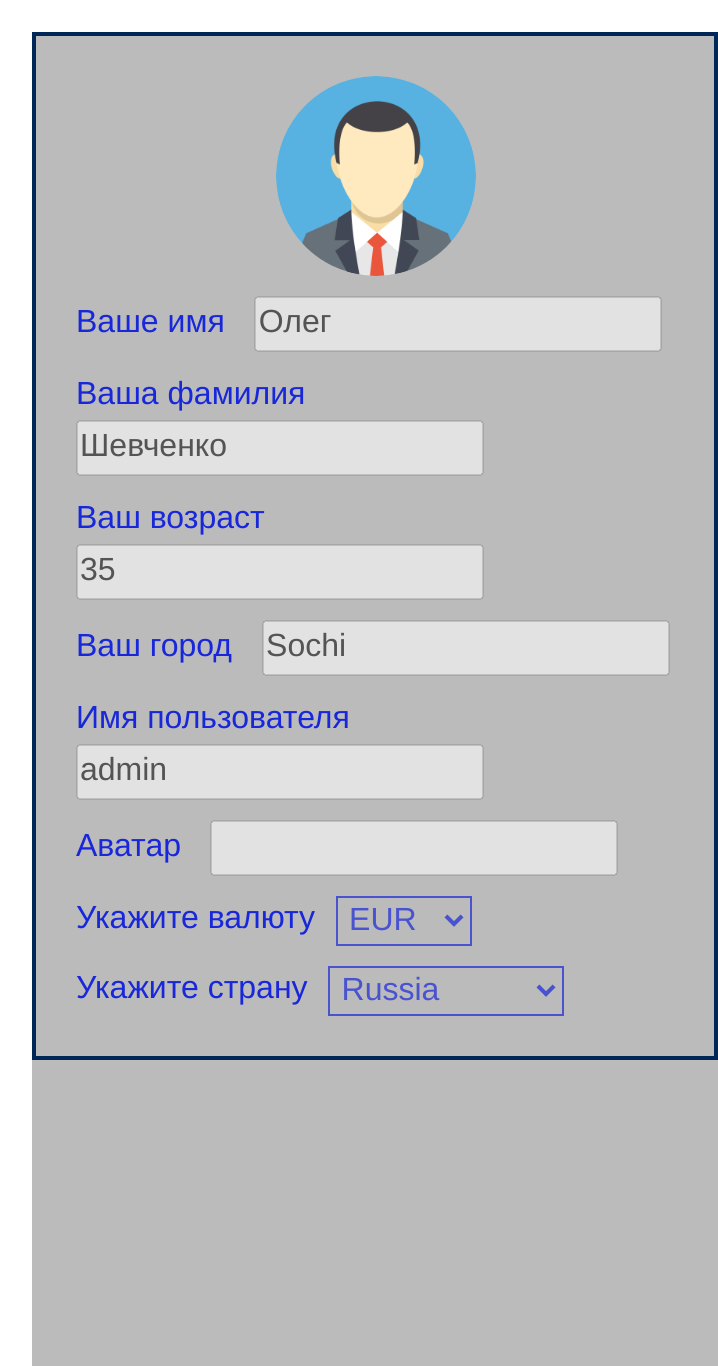 Ваше имя Олег
Ваша фамилия
Шевченко
Ваш возраст
35
Ваш город Sochi
Имя пользователя
admin
Аватар
Укажите валюту EUR
Укажите страну Russia